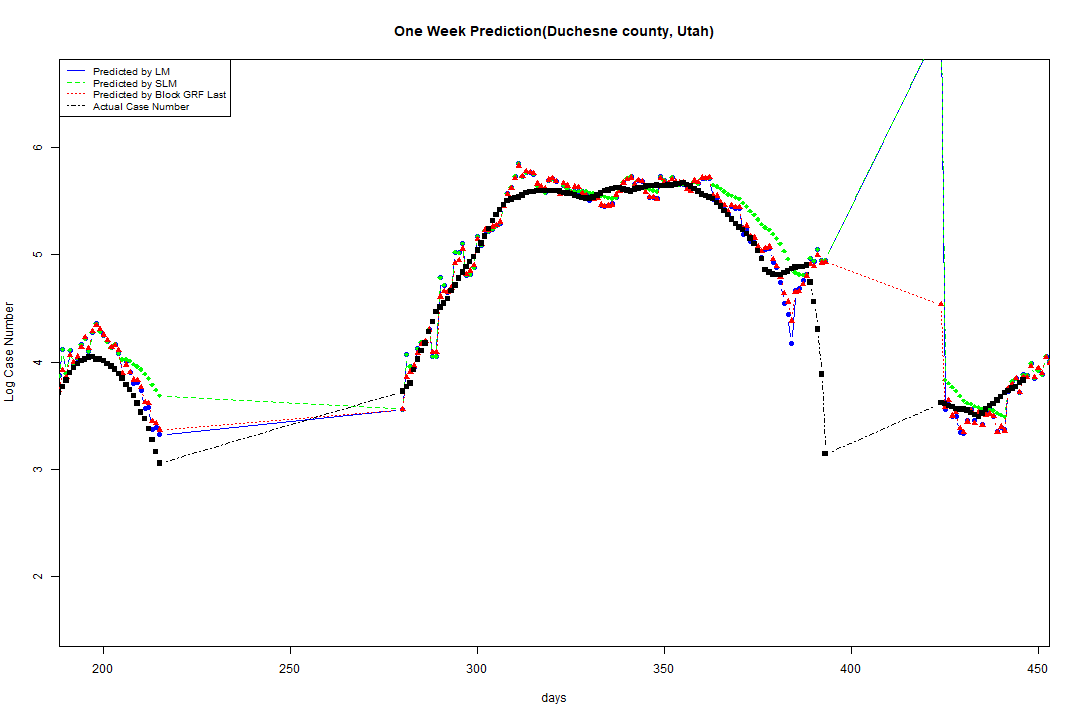 One Week Prediction(Duchesne county, Utah)
Predicted by LM
Predicted by SLM
Predicted by Block GRF Last
Actual Case Number
6
5
4
3
2
Log Case Number
200 250 300 350 400 450
days